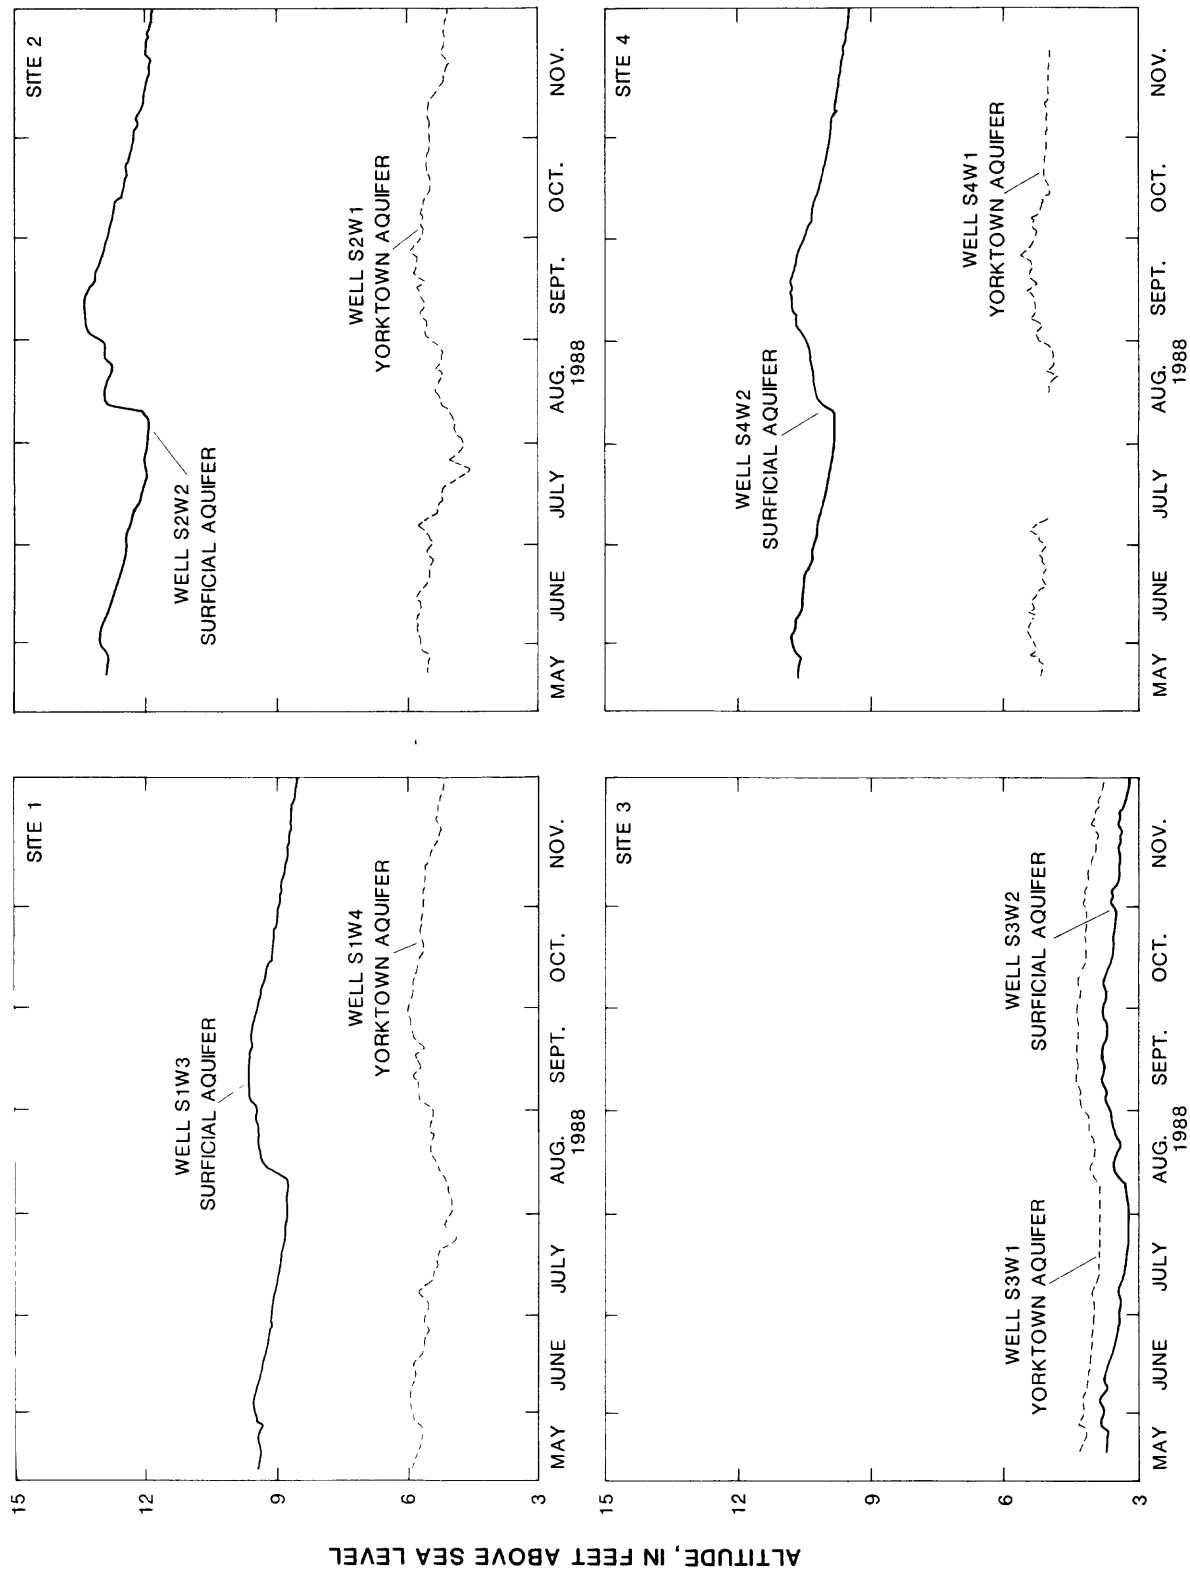 ALTITUDE, IN FEET ABOVE SEA LEVEL
SITE 1
15
12
9
6
3
WELL S1W3
SURFICIAL AQUIFER
WELL S1W4
YORKTOWN AQUIFER
MAY JUNE JULY AUG. SEPT. OCT. NOV.
1988
SITE 2
WELL S2W2
SURFICIAL AQUIFER
WELL S2W1
YORKTOWN AQUIFER
MAY JUNE JULY AUG. SEPT. OCT. NOV.
1988
SITE 3
15
12
9
6
3
WELL S3W1
YORKTOWN AQUIFER
WELL S3W2
SURFICIAL AQUIFER
MAY JUNE JULY AUG. SEPT. OCT. NOV.
1988
SITE 4
WELL S4W2
SURFICIAL AQUIFER
WELL S4W1
YORKTOWN AQUIFER
MAY JUNE JULY AUG. SEPT. OCT. NOV.
1988